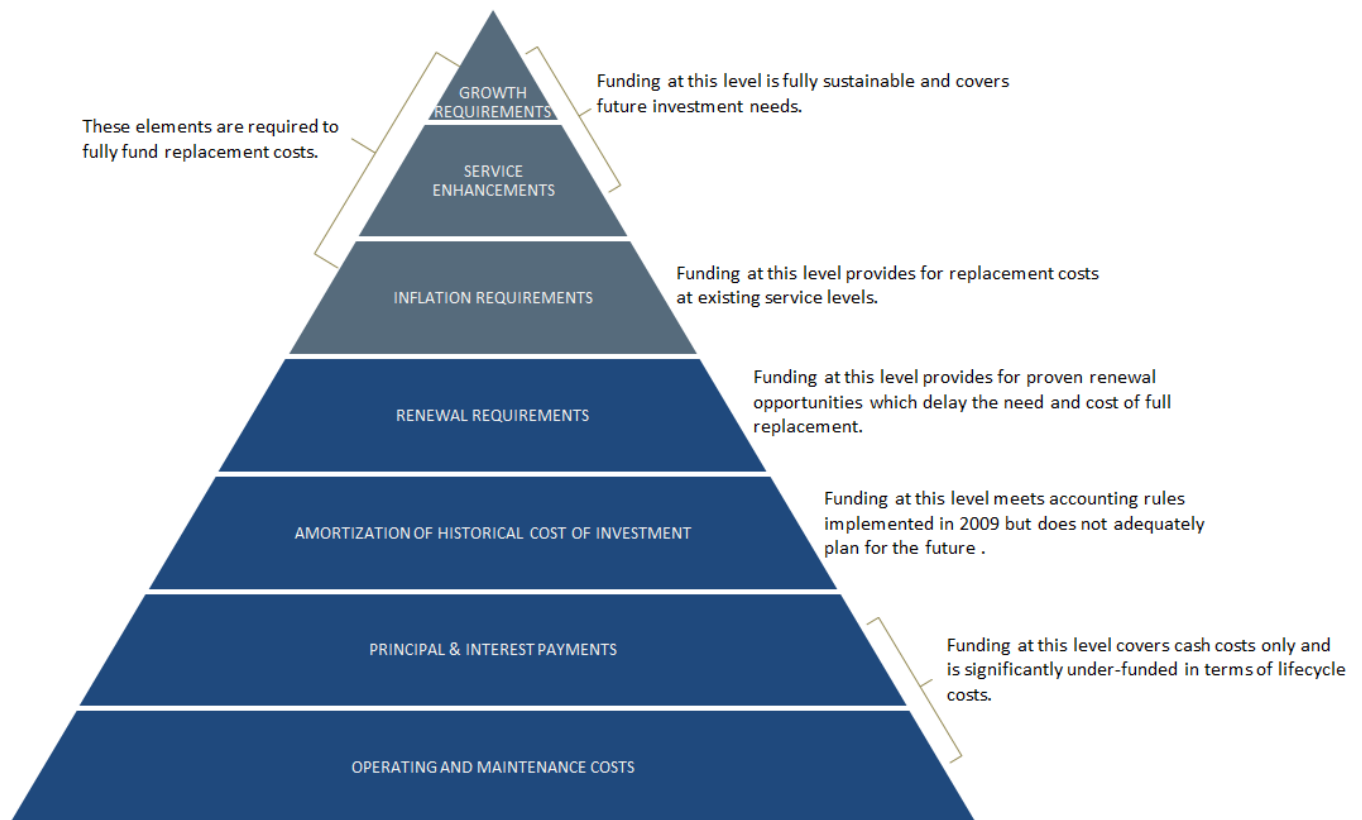 GROWTH
REQUIREMENTS
Funding at this level is fully sustainable and covers
future investment needs.
These elements are required to
fully fund replacement costs.
SERVICE
ENHANCEMENTS
INFLATION REQUIREMENTS
Funding at this level provides for replacement costs
at existing service levels.
RENEWAL REQUIREMENTS
Funding at this level provides for proven renewal
opportunities which delay the need and cost of full
replacement.
AMORTIZATION OF HISTORICAL COST OF INVESTMENT
Funding at this level meets accounting rules
implemented in 2009 but does not adequately
plan for the future .
PRINCIPAL & INTEREST PAYMENTS
Funding at this level covers cash costs only and
is significantly under-funded in terms of lifecycle
costs.
OPERATING AND MAINTENANCE COSTS